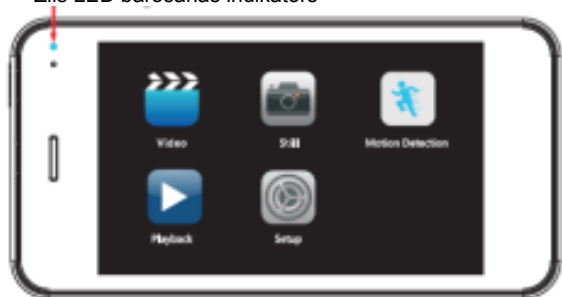 Zils LED barošanas indikators
Video
Still
Motion Detection
Playback
Setup